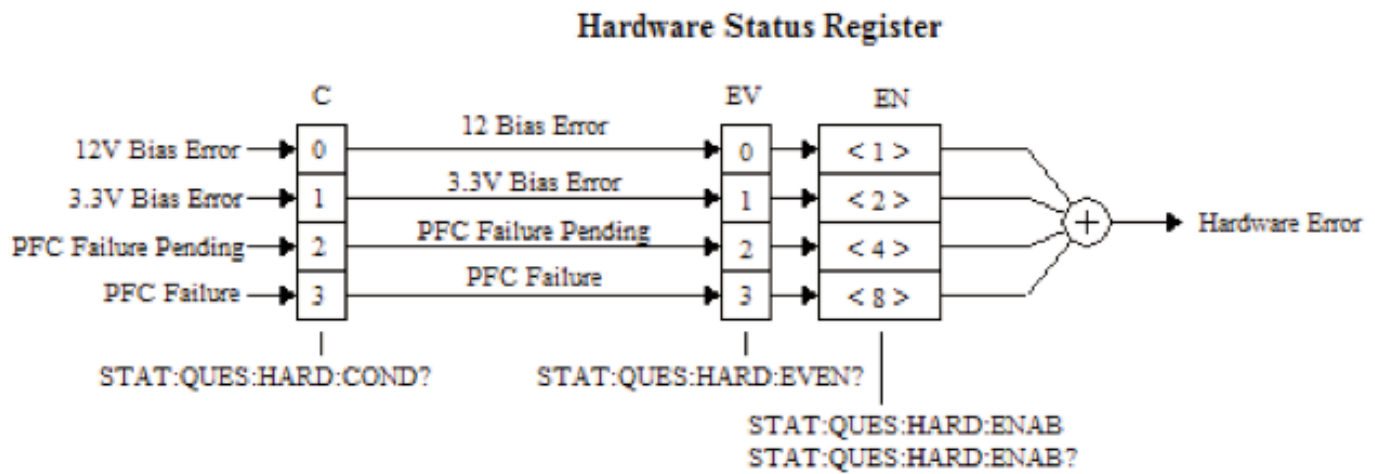 Hardware Status Register
C
EV
EN
12V Bias Error
0
12 Bias Error
0
< 1 >
3.3V Bias Error
1
3.3V Bias Error
1
< 2 >
PFC Failure Pending
2
PFC Failure Pending
2
< 4 >
+
Hardware Error
PFC Failure
3
PFC Failure
3
< 8 >
STAT:QUES:HARD:COND?
STAT:QUES:HARD:EVEN?
STAT:QUES:HARD:ENAB
STAT:QUES:HARD:ENAB?